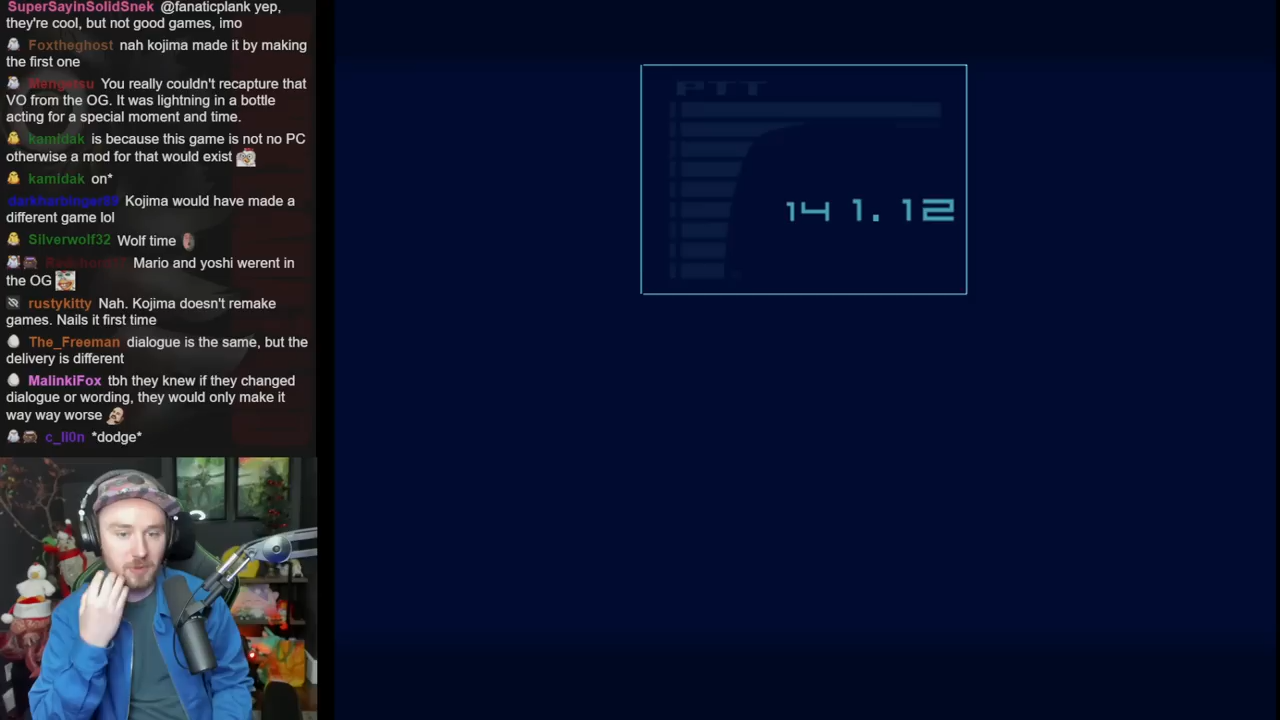 SuperSayinSolidSnek @fanaticplank yep,
they're cool, but not good games, imo
Foxtheghost nah kojima made it by making
the first one
Mengetsu You really couldn't recapture that
VO from the OG. It was lightning in a bottle
acting for a special moment and time.
kamldak is because this game is not no PC
otherwise a mod for that would exist
kamldak on*
darkharbinger89 Kojima would have made a
different game lol
Silverwolf32 Wolf time
Mario and yoshi werent in
the OG
rustykitty Nah. Kojima doesn't remake
games. Nails it first time
The_Freeman dialogue is the same, but the
delivery is different
MalinkiFox tbh they knew if they changed
dialogue or wording, they would only make it
way way worse
c_ll0n *dodge*
PTT
141.12